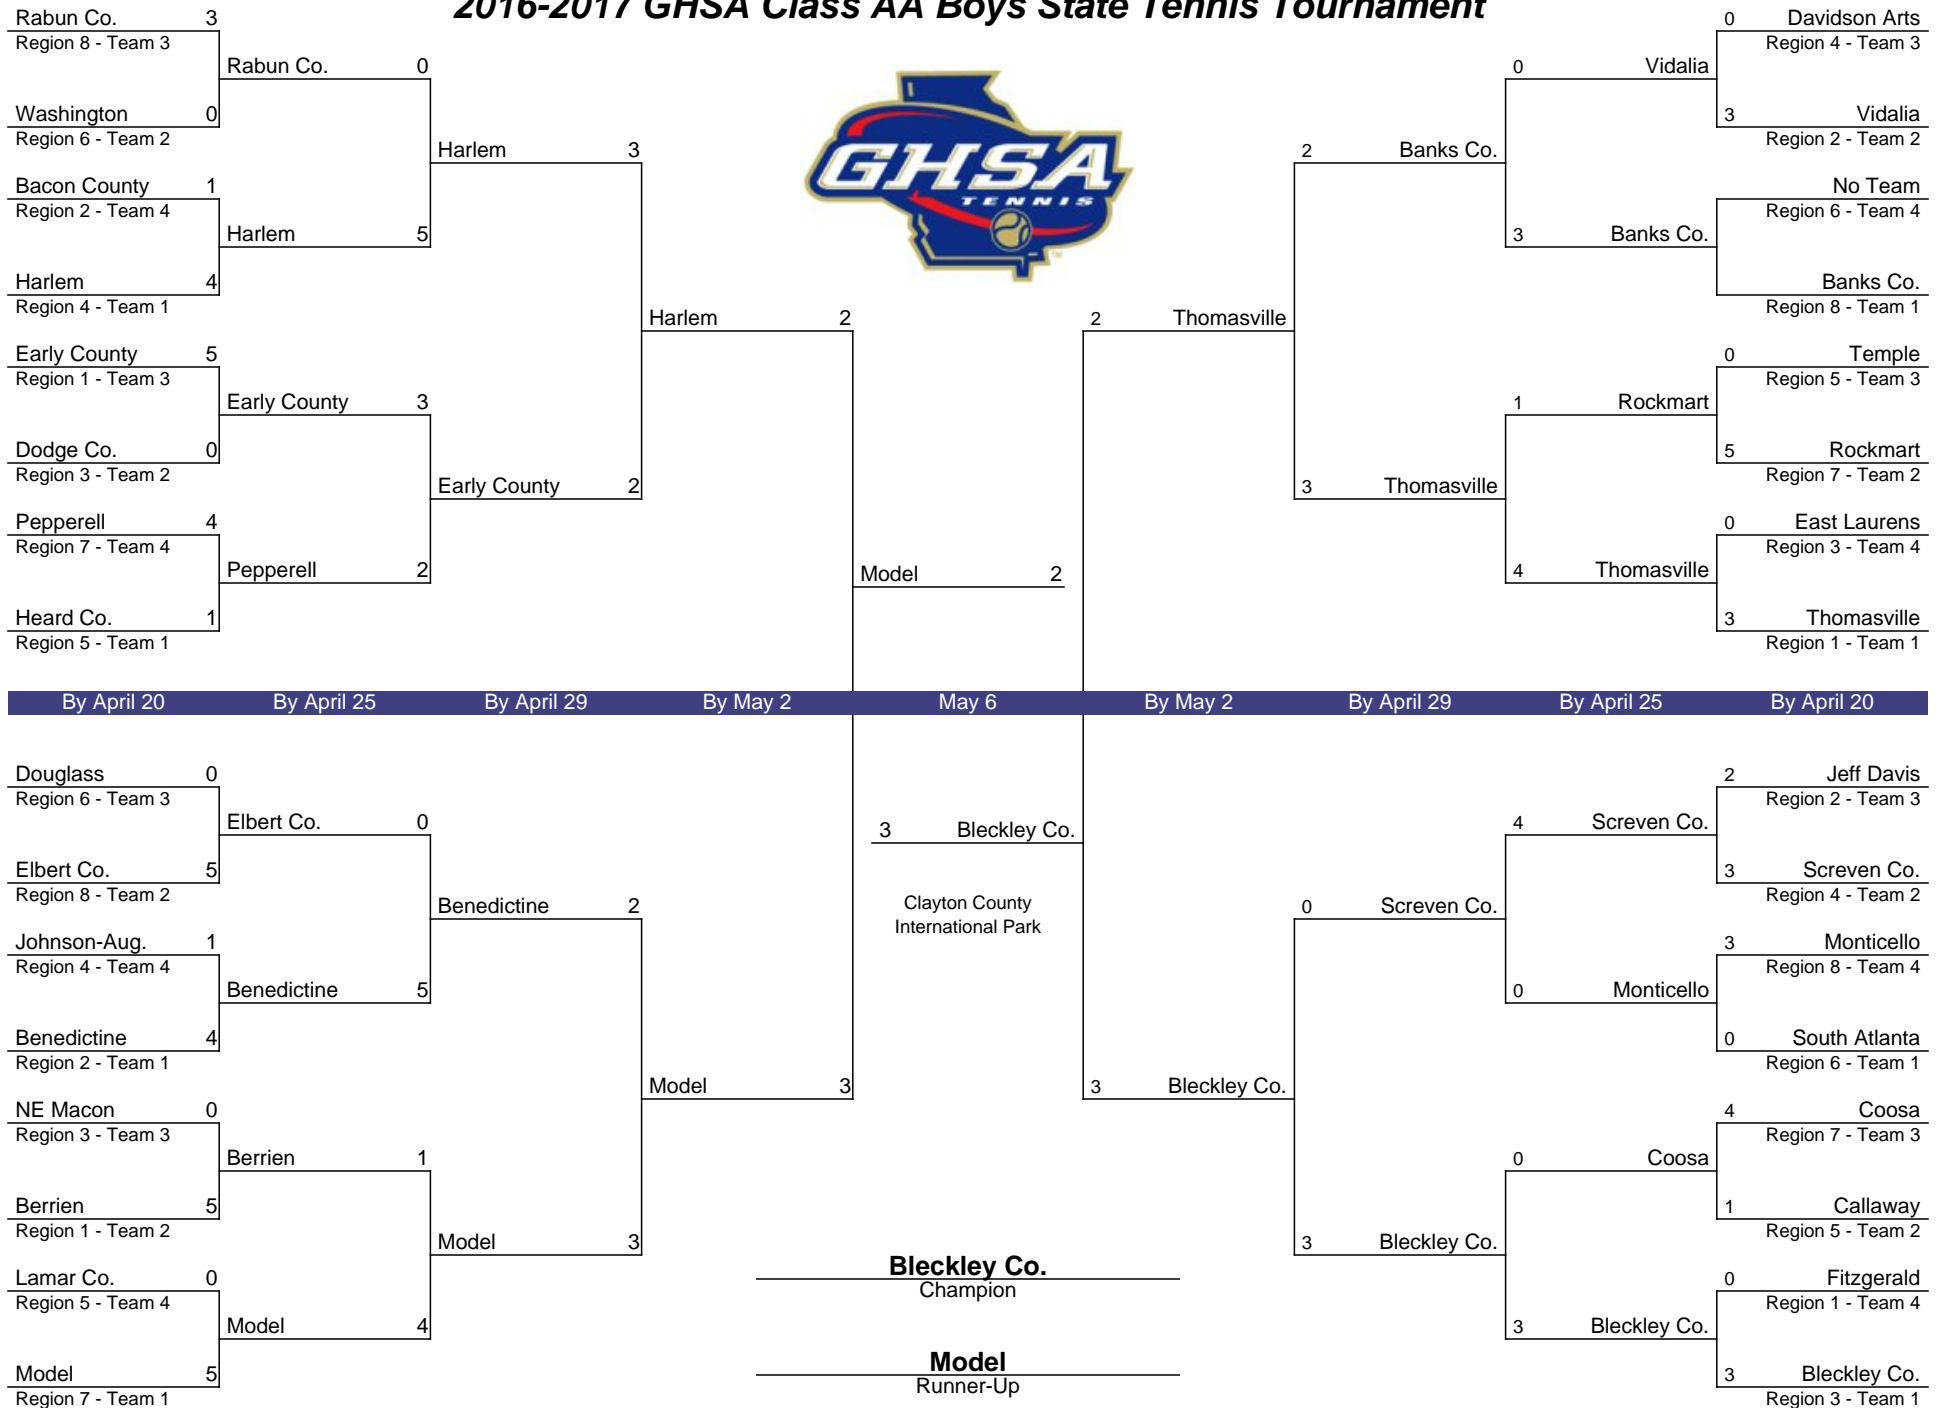 2016-2017 GHSA Class AA Boys State Tennis Tournament
GHSA
TENNIS
TM
Rabun Co. 3
Region 8 - Team 3
Washington 0
Region 6 - Team 2
Bacon County 1
Region 2 - Team 4
Harlem 4
Region 4 - Team 1
Early County 5
Region 1 - Team 3
Dodge Co. 0
Region 3 - Team 2
Pepperell 4
Region 7 - Team 4
Heard Co. 1
Region 5 - Team 1
Rabun Co. 0
Harlem 5
Early County 3
Pepperell 2
Harlem 3
Early County 2
Harlem 2
Model 2
2 Thomasville
2 Banks Co.
3 Thomasville
0 Vidalia
3 Banks Co.
1 Rockmart
4 Thomasville
0 Davidson Arts
Region 4 - Team 3
3 Vidalia
Region 2 - Team 2
No Team
Region 6 - Team 4
Banks Co.
Region 8 - Team 1
0 Temple
Region 5 - Team 3
5 Rockmart
Region 7 - Team 2
0 East Laurens
Region 3 - Team 4
3 Thomasville
Region 1 - Team 1
By April 20 By April 25 By April 29 By May 2 May 6 By May 2 By April 29 By April 25 By April 20
Douglass 0
Region 6 - Team 3
Elbert Co. 5
Region 8 - Team 2
Johnson-Aug. 1
Region 4 - Team 4
Benedictine 4
Region 2 - Team 1
NE Macon 0
Region 3 - Team 3
Berrien 5
Region 1 - Team 2
Lamar Co. 0
Region 5 - Team 4
Model 5
Region 7 - Team 1
Elbert Co. 0
Benedictine 5
Berrien 1
Model 4
Benedictine 2
Model 3
Model 3
3 Bleckley Co.
Clayton County
International Park
3 Bleckley Co.
0 Screven Co.
3 Bleckley Co.
4 Screven Co.
0 Monticello
0 Coosa
3 Bleckley Co.
2 Jeff Davis
Region 2 - Team 3
3 Screven Co.
Region 4 - Team 2
3 Monticello
Region 8 - Team 4
0 South Atlanta
Region 6 - Team 1
4 Coosa
Region 7 - Team 3
1 Callaway
Region 5 - Team 2
0 Fitzgerald
Region 1 - Team 4
3 Bleckley Co.
Region 3 - Team 1
Bleckley Co.
Champion
Model
Runner-Up